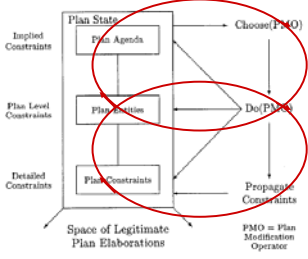 Plan State
Implied
Constraints
Plan Agenda
Choose(PMO)
Plan Level
Constraints
Plan Entities
Do(PMO)
Detailed
Constraints
Plan Constraints
Propagate
Constraints
Space of Legitimate
Plan Elaborations
PMO = Plan
Modification
Operator